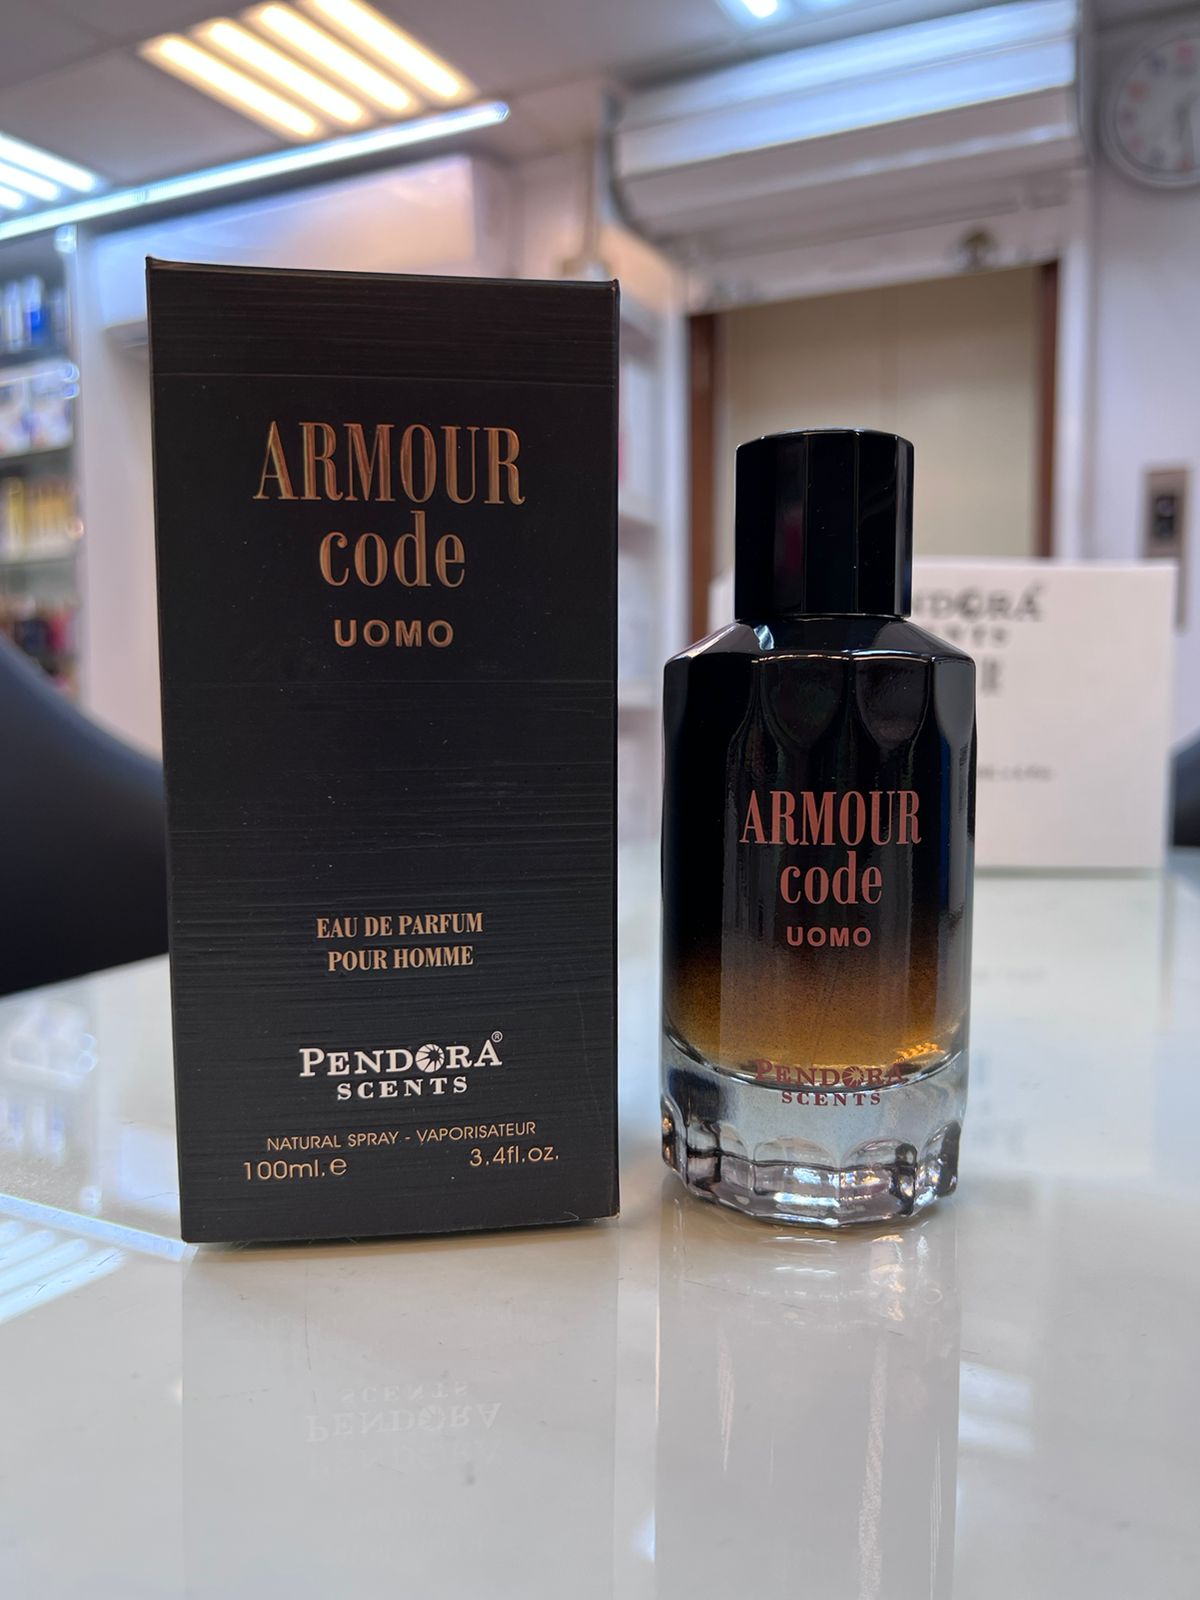 ARMOUR
code
UOMO
EAU DE PARFUM
POUR HOMME
PENDORA®
SCENTS
NATURAL SPRAY - VAPORISATEUR
100ml.e 3.4fl.oz.
ARMOUR
code
UOMO
PENDORA
SCENTS